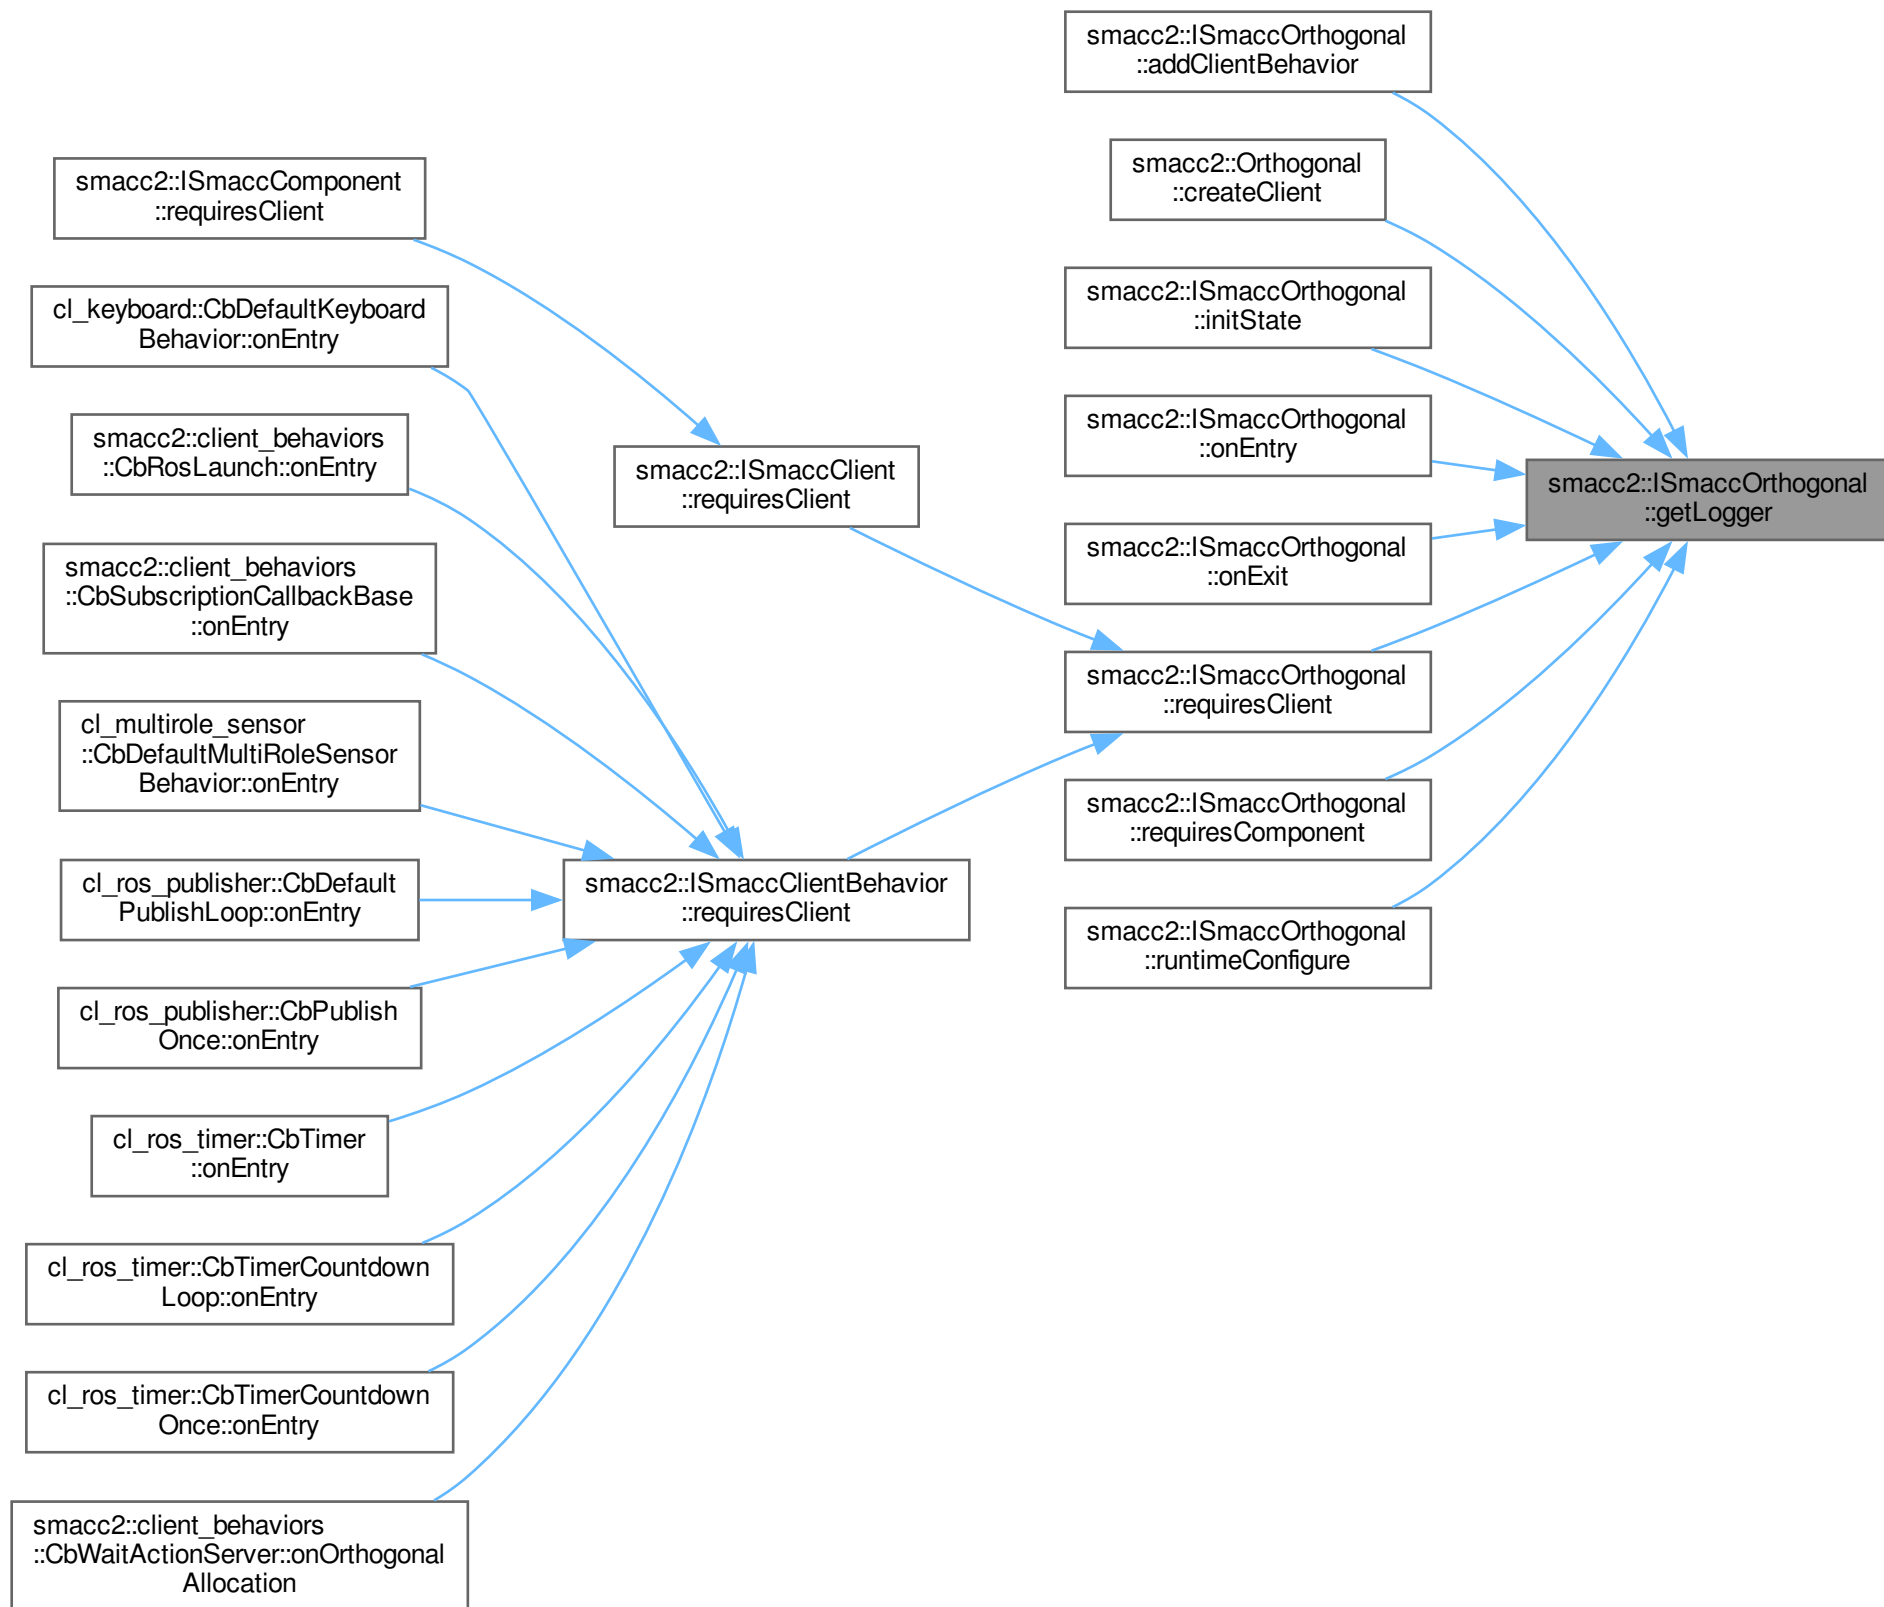 smacc2::ISmaccComponent
::requiresClient
cl_keyboard::CbDefaultKeyboard
Behavior::onEntry
smacc2::client_behaviors
::CbRosLaunch::onEntry
smacc2::client_behaviors
::CbSubscriptionCallbackBase
::onEntry
cl_multirole_sensor
::CbDefaultMultiRoleSensor
Behavior::onEntry
cl_ros_publisher::CbDefault
PublishLoop::onEntry
cl_ros_publisher::CbPublish
Once::onEntry
cl_ros_timer::CbTimer
::onEntry
cl_ros_timer::CbTimerCountdown
Loop::onEntry
cl_ros_timer::CbTimerCountdown
Once::onEntry
smacc2::client_behaviors
::CbWaitActionServer::onOrthogonal
Allocation
smacc2::ISmaccClient
::requiresClient
smacc2::ISmaccClientBehavior
::requiresClient
smacc2::ISmaccOrthogonal
::addClientBehavior
smacc2::Orthogonal
::createClient
smacc2::ISmaccOrthogonal
::initState
smacc2::ISmaccOrthogonal
::onEntry
smacc2::ISmaccOrthogonal
::onExit
smacc2::ISmaccOrthogonal
::requiresClient
smacc2::ISmaccOrthogonal
::requiresComponent
smacc2::ISmaccOrthogonal
::runtimeConfigure
smacc2::ISmaccOrthogonal
::getLogger